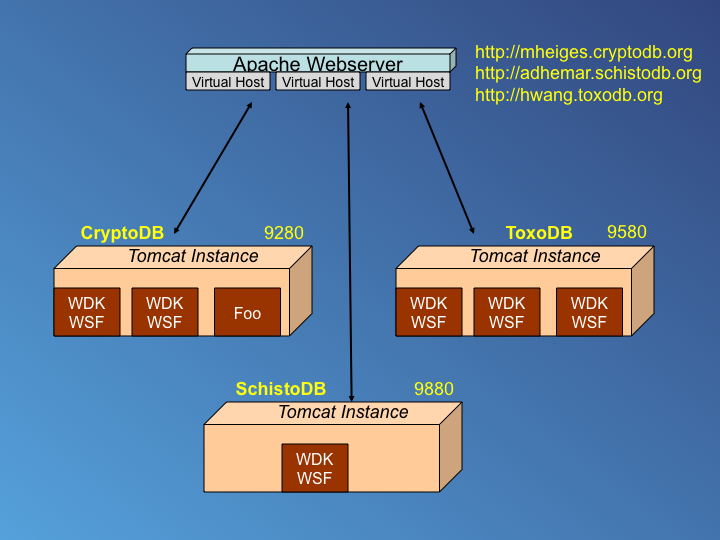 Apache Webserver
Virtual Host Virtual Host Virtual Host
http://mheiges.cryptodb.org
http://adhemar.schistodb.org
http://hwang.toxodb.org
CryptoDB 9280
Tomcat Instance
WDK
WSF
WDK
WSF
Foo
ToxoDB 9580
Tomcat Instance
WDK
WSF
WDK
WSF
WDK
WSF
SchistoDB 9880
Tomcat Instance
WDK
WSF